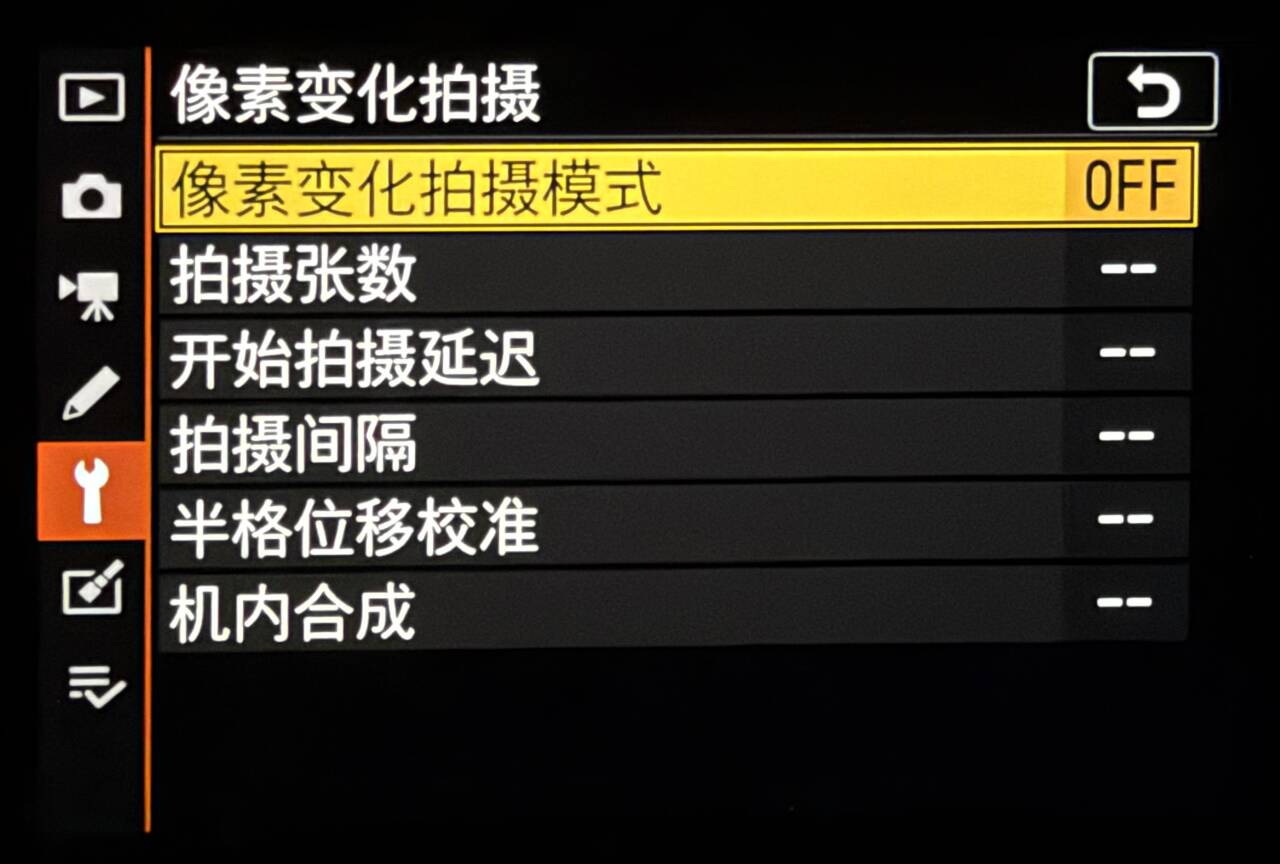 像素变化拍摄
像素变化拍摄模式 OFF
拍摄张数 --
开始拍摄延迟 --
拍摄间隔 --
半格位移校准 --
机内合成 --